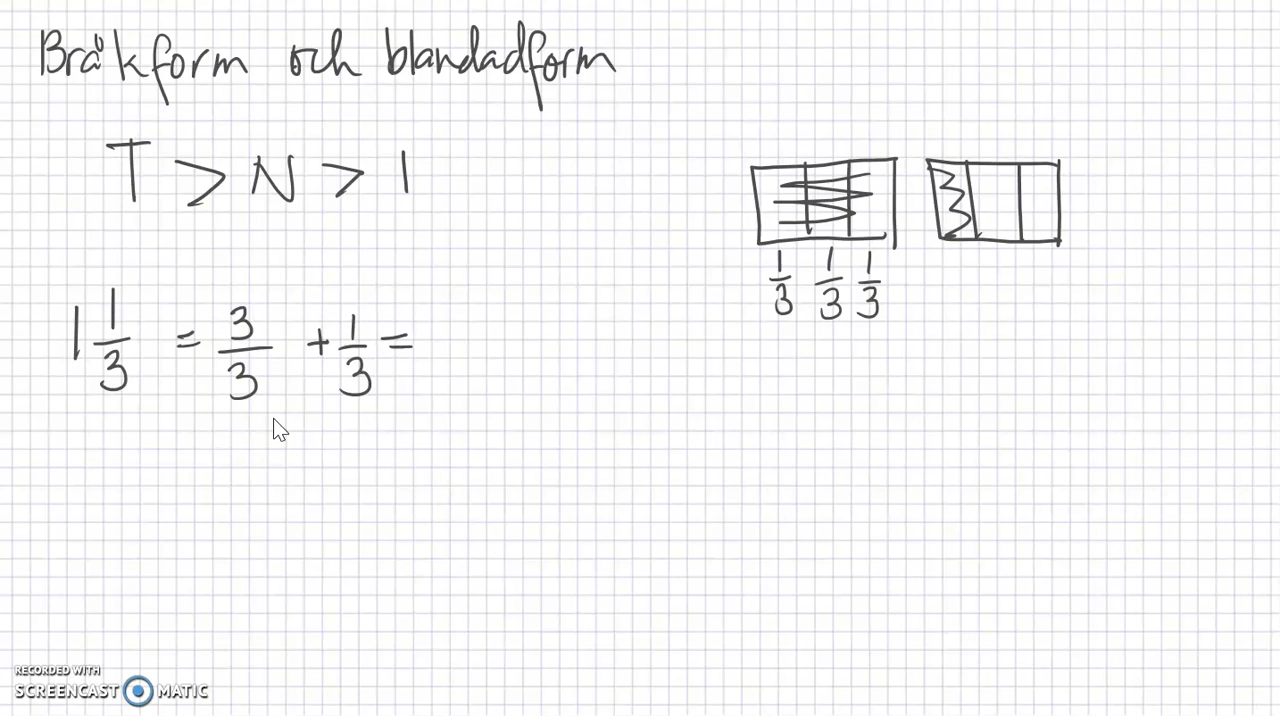 Bråkform och blandadform
T > N > 1
1 1/3 = 3/3 + 1/3 =
1/3 1/3 1/3
RECORDED WITH
SCREENCAST MATIC